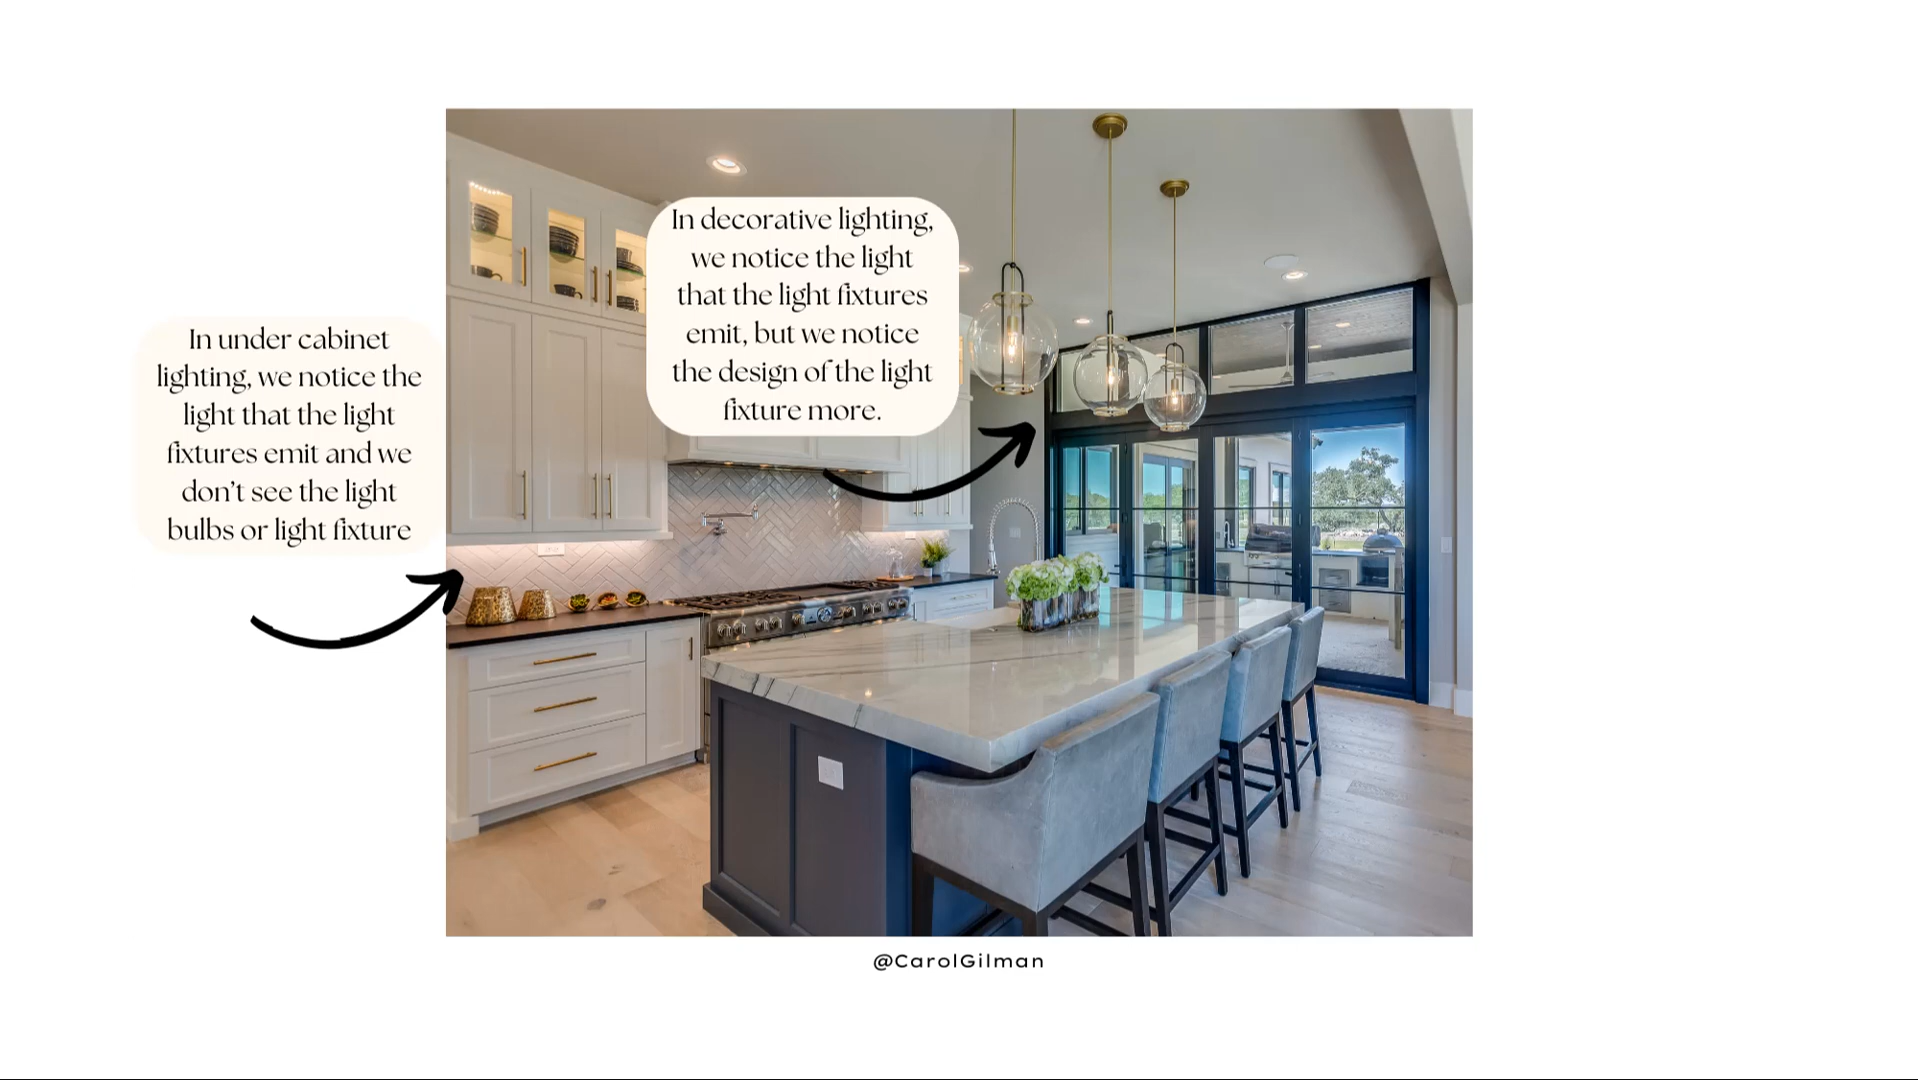 In under cabinet
lighting, we notice the
light that the light
fixtures emit and we
don’t see the light
bulbs or light fixture
In decorative lighting,
we notice the light
that the light fixtures
emit, but we notice
the design of the light
fixture more.
@CarolGilman